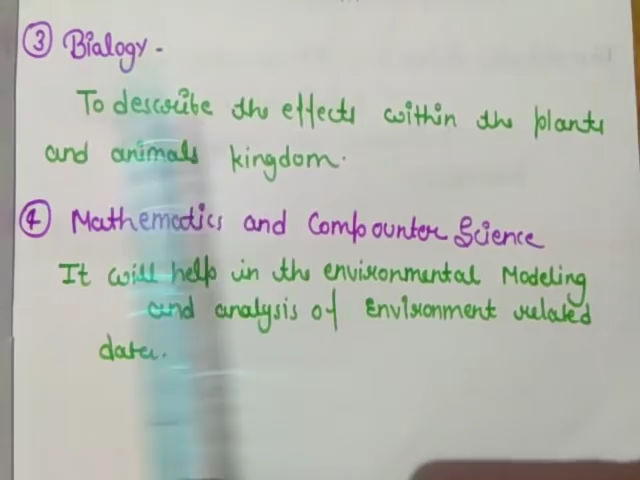 ③ Bialogy -
To describe the effects within the plants
and animals kingdom.
④ Mathematics and Compounter Science
It will help in the environmental Modeling
and analysis of Environment related
data.